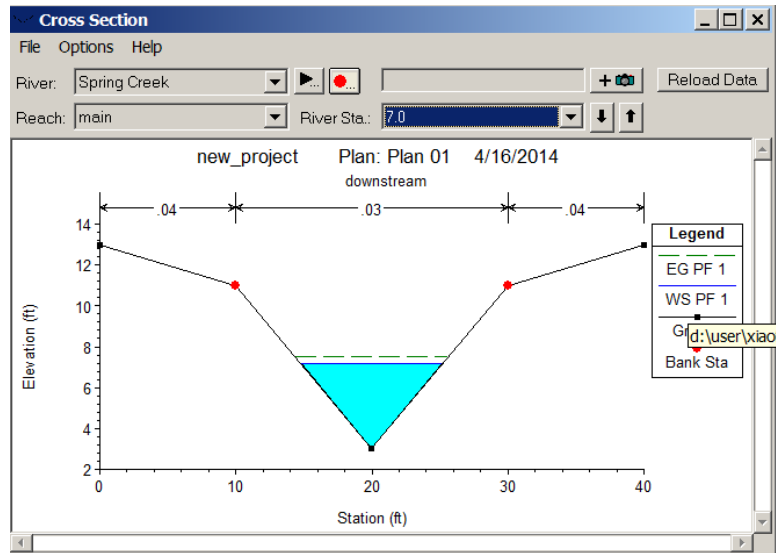 Cross Section
File Options Help
River: Spring Creek
Reload Data
Reach: main River Sta.: 7.0
new_project Plan: Plan 01 4/16/2014
downstream
.04 .03 .04
Legend
EG PF 1
WS PF 1
d:\user\xiao
Bank Sta
Elevation (ft)
14
12
10
8
6
4
2
0 10 20 30 40
Station (ft)